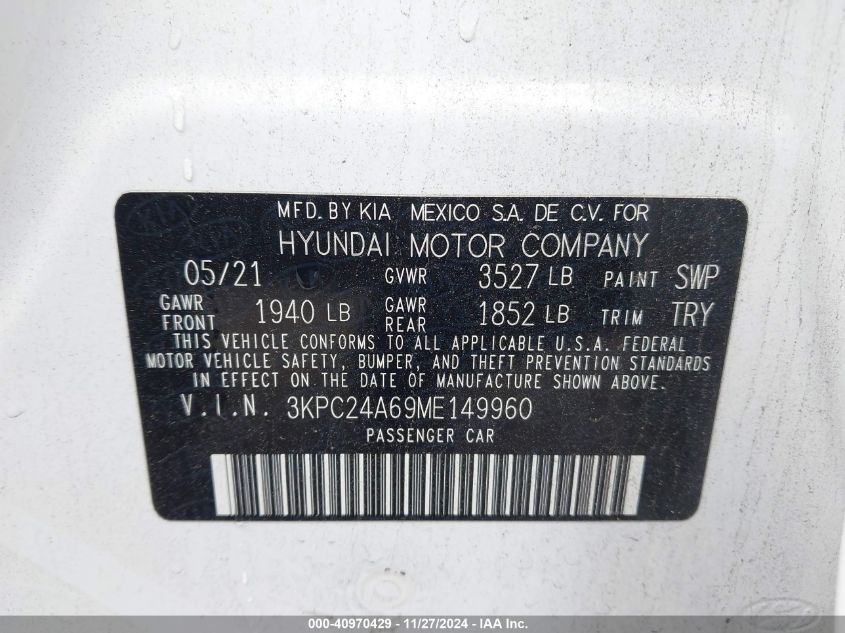 MFD. BY KIA MEXICO S.A. DE C.V. FOR
HYUNDAI MOTOR COMPANY
05/21 GVWR 3527 LB PAINT SWP
GAWR FRONT 1940 LB GAWR REAR 1852 LB TRIM TRY
THIS VEHICLE CONFORMS TO ALL APPLICABLE U.S.A. FEDERAL
MOTOR VEHICLE SAFETY, BUMPER, AND THEFT PREVENTION STANDARDS
IN EFFECT ON THE DATE OF MANUFACTURE SHOWN ABOVE.
V.I.N. 3KPC24A69ME149960
PASSENGER CAR
000-40970429 - 11/27/2024 - IAA Inc.